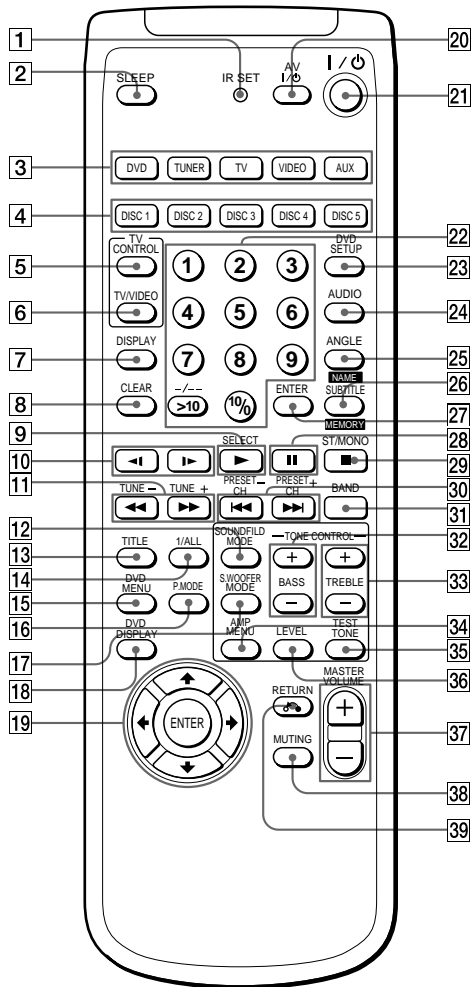 1
2
3
4
5
6
7
8
9
10
11
12
13
14
15
16
17
18
19
SLEEP
IR SET
AV
I/⏻
I/⏻
DVD TUNER TV VIDEO AUX
DISC 1 DISC 2 DISC 3 DISC 4 DISC 5
TV
CONTROL
TV/VIDEO
DISPLAY
CLEAR
1 2 3
4 5 6
7 8 9
-/--
>10 10/0
DVD
SETUP
AUDIO
ANGLE
NAME
SUBTITLE
MEMORY
ENTER
SELECT
ST/MONO
TUNE − TUNE +
PRESET −
CH
PRESET +
CH
BAND
TITLE
1/ALL
SOUNDFILD
MODE
TONE CONTROL
+ +
BASS TREBLE
− −
DVD
MENU
P.MODE
S.WOOFER
MODE
DVD
DISPLAY
AMP
MENU
LEVEL
TEST
TONE
ENTER
RETURN
MUTING
MASTER
VOLUME
+
−
20
21
22
23
24
25
26
27
28
29
30
31
32
33
34
35
36
37
38
39